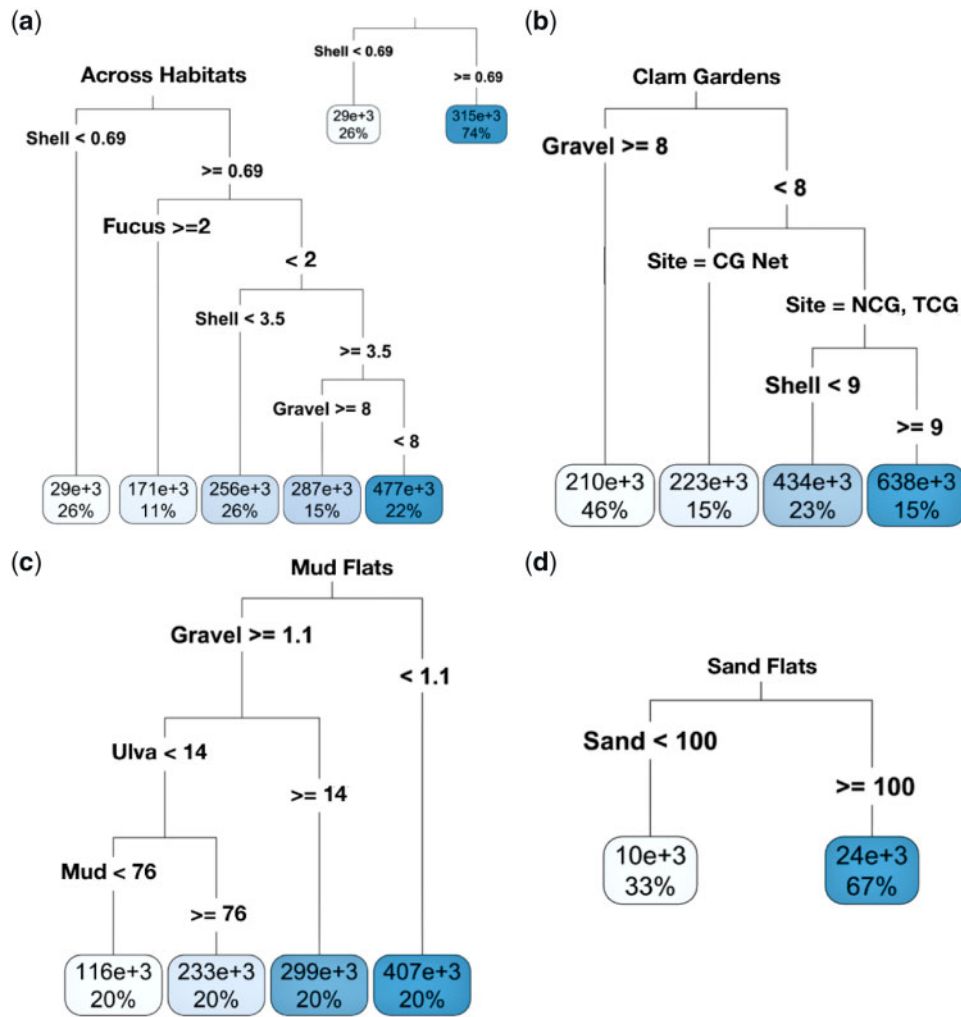 (a)
Across Habitats
Shell < 0.69
>= 0.69
Fucus >=2
< 2
Shell < 3.5
>= 3.5
Gravel >= 8
< 8
29e+3
26%
171e+3
11%
256e+3
26%
287e+3
15%
477e+3
22%
Shell < 0.69
>= 0.69
29e+3
26%
315e+3
74%
(b)
Clam Gardens
Gravel >= 8
< 8
Site = CG Net
Site = NCG, TCG
Shell < 9
>= 9
210e+3
46%
223e+3
15%
434e+3
23%
638e+3
15%
(c)
Mud Flats
Gravel >= 1.1
< 1.1
Ulva < 14
>= 14
Mud < 76
>= 76
116e+3
20%
233e+3
20%
299e+3
20%
407e+3
20%
(d)
Sand Flats
Sand < 100
>= 100
10e+3
33%
24e+3
67%